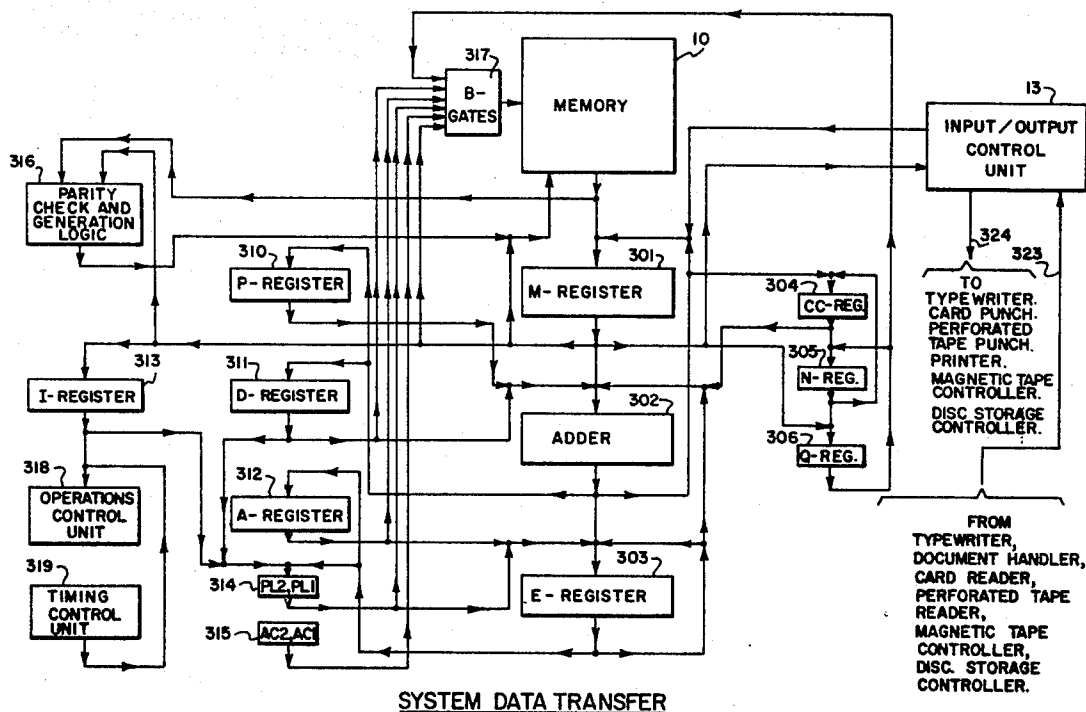 10
317
B-
GATES
MEMORY
13
INPUT/OUTPUT
CONTROL
UNIT
316
PARITY
CHECK AND
GENERATION
LOGIC
310
P-REGISTER
301
M-REGISTER
304
CC-REG.
324
323
TO
TYPEWRITER.
CARD PUNCH.
PERFORATED
TAPE PUNCH.
PRINTER.
MAGNETIC TAPE
CONTROLLER.
DISC STORAGE
CONTROLLER.
313
I-REGISTER
311
D-REGISTER
302
ADDER
305
N-REG.
306
Q-REG.
318
OPERATIONS
CONTROL
UNIT
312
A-REGISTER
319
TIMING
CONTROL
UNIT
314
PL2,PL1
303
E-REGISTER
315
AC2,AC1
FROM
TYPEWRITER,
DOCUMENT HANDLER,
CARD READER,
PERFORATED TAPE
READER,
MAGNETIC TAPE
CONTROLLER,
DISC. STORAGE
CONTROLLER.
SYSTEM DATA TRANSFER